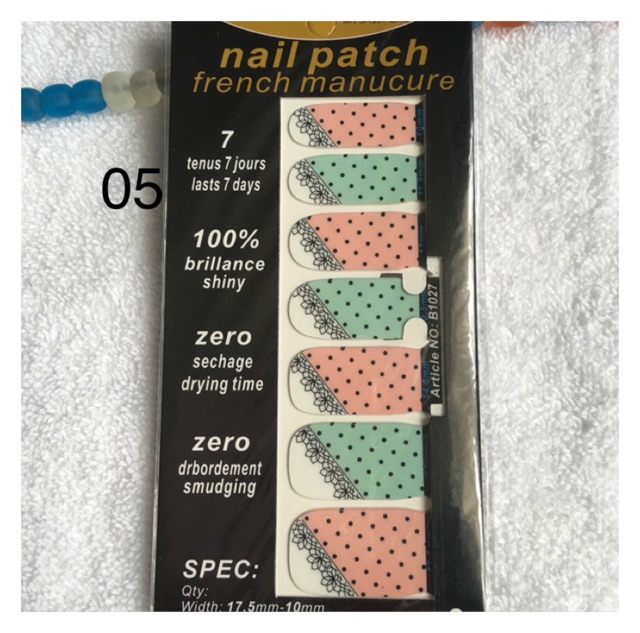 nail patch
french manucure
7
tenus 7 jours
lasts 7 days
05
100%
brillance
shiny
zero
sechage
drying time
zero
drbordement
smudging
SPEC:
Qty:
Width: 17.5mm-10mm
Article NO: B1027